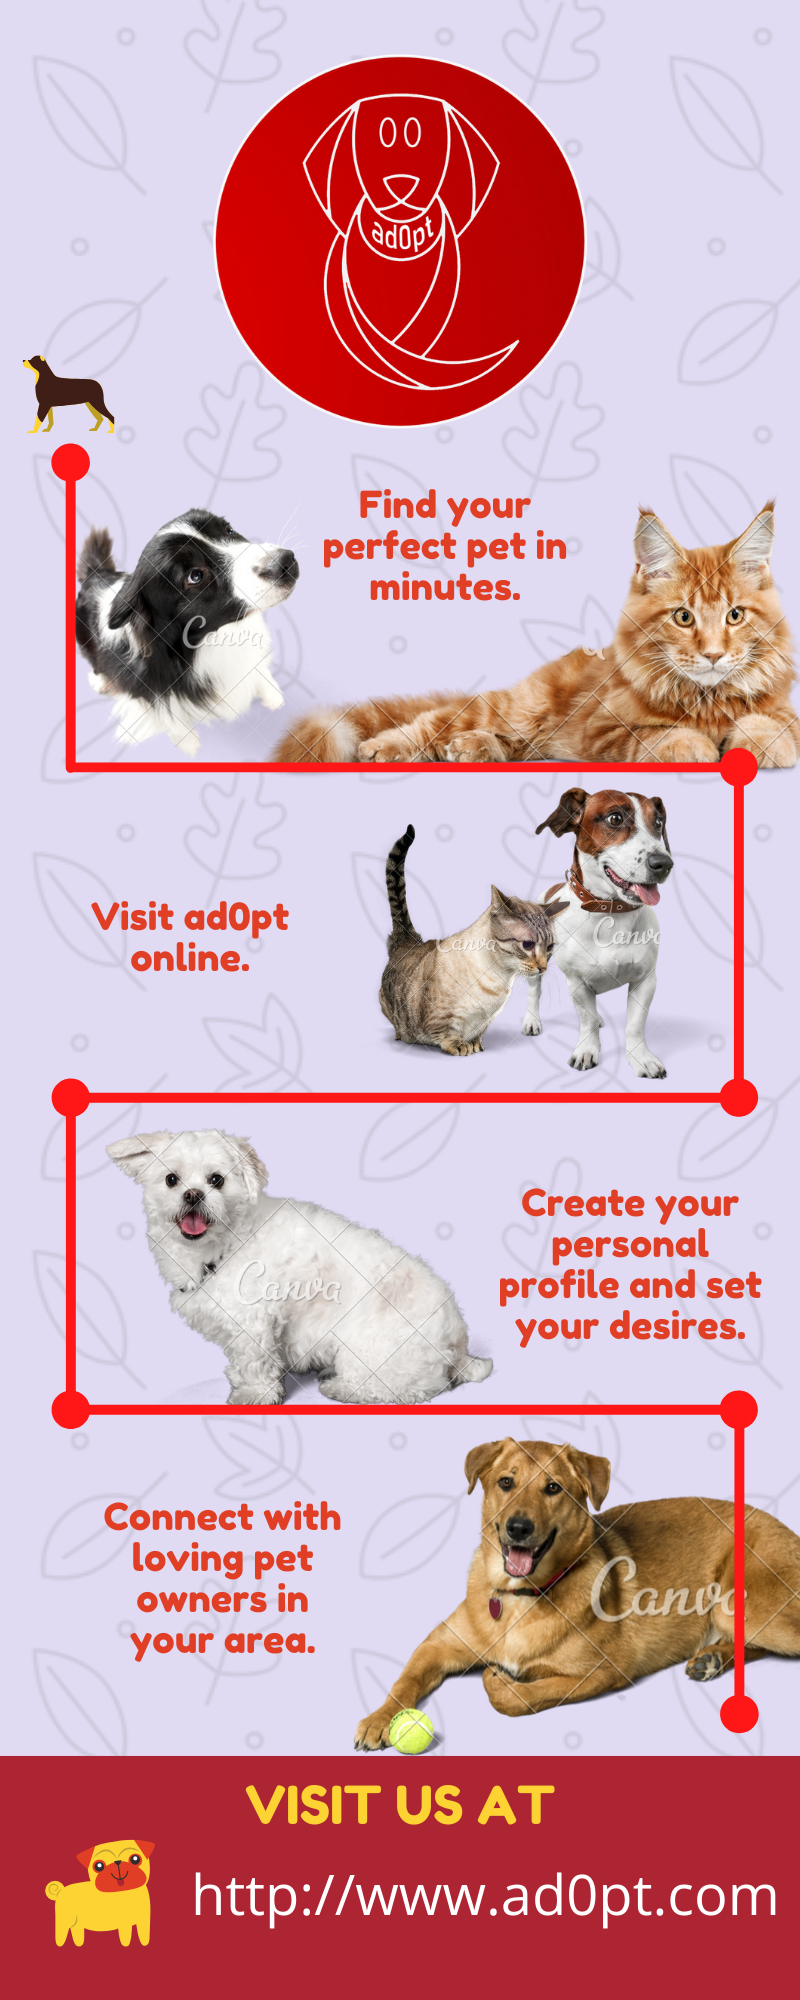 ad0pt
Find your
perfect pet in
minutes.
Canva
a
Visit ad0pt
online.
Canva
Canva
Create your
personal
profile and set
your desires.
Canva
Connect with
loving pet
owners in
your area.
Canva
VISIT US AT
http://www.ad0pt.com